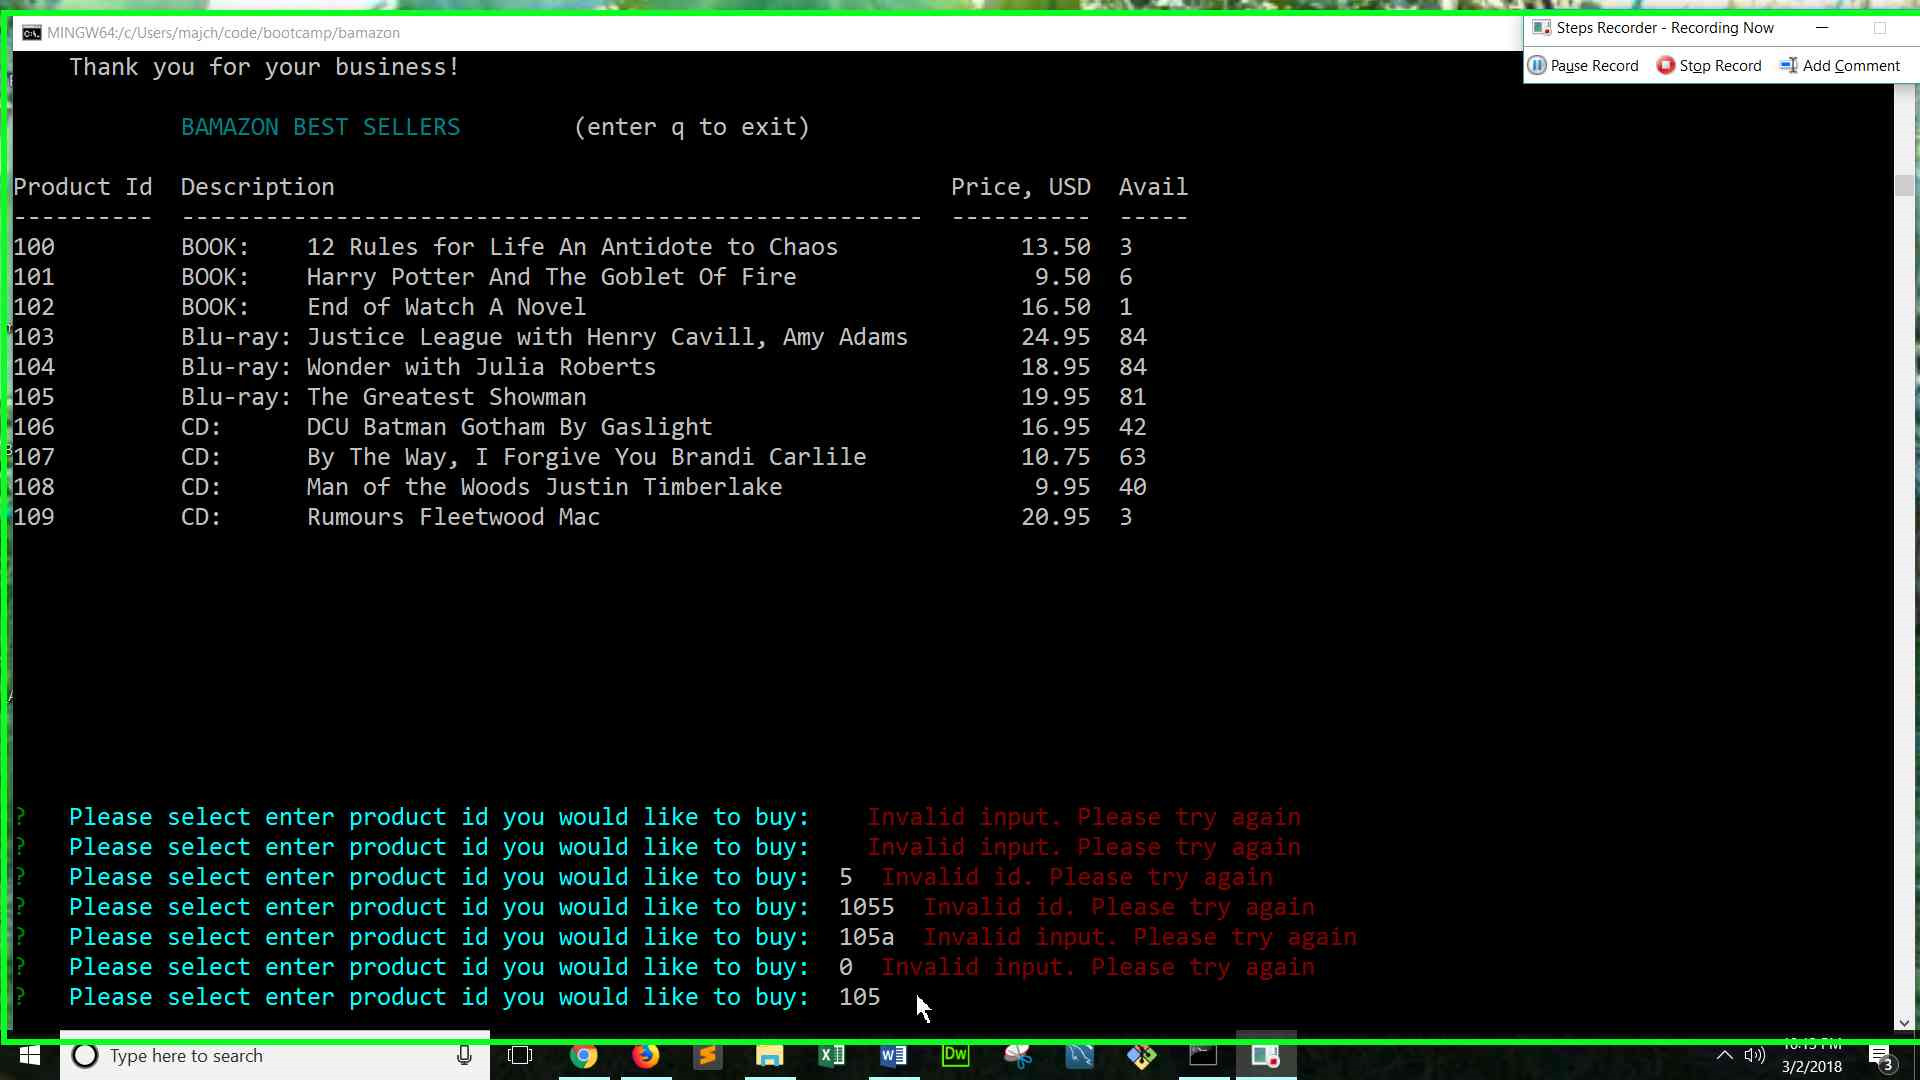 MINGW64:/c/Users/majch/code/bootcamp/bamazon
Steps Recorder - Recording Now
Pause Record Stop Record Add Comment
Thank you for your business!
BAMAZON BEST SELLERS (enter q to exit)
Product Id Description Price, USD Avail
---------- ----------------------------------------------------- ---------- -----
100 BOOK: 12 Rules for Life An Antidote to Chaos 13.50 3
101 BOOK: Harry Potter And The Goblet Of Fire 9.50 6
102 BOOK: End of Watch A Novel 16.50 1
103 Blu-ray: Justice League with Henry Cavill, Amy Adams 24.95 84
104 Blu-ray: Wonder with Julia Roberts 18.95 84
105 Blu-ray: The Greatest Showman 19.95 81
106 CD: DCU Batman Gotham By Gaslight 16.95 42
107 CD: By The Way, I Forgive You Brandi Carlile 10.75 63
108 CD: Man of the Woods Justin Timberlake 9.95 40
109 CD: Rumours Fleetwood Mac 20.95 3
? Please select enter product id you would like to buy: Invalid input. Please try again
? Please select enter product id you would like to buy: Invalid input. Please try again
? Please select enter product id you would like to buy: 5 Invalid id. Please try again
? Please select enter product id you would like to buy: 1055 Invalid id. Please try again
? Please select enter product id you would like to buy: 105a Invalid input. Please try again
? Please select enter product id you would like to buy: 0 Invalid input. Please try again
? Please select enter product id you would like to buy: 105
Type here to search
Dw
3/2/2018
3